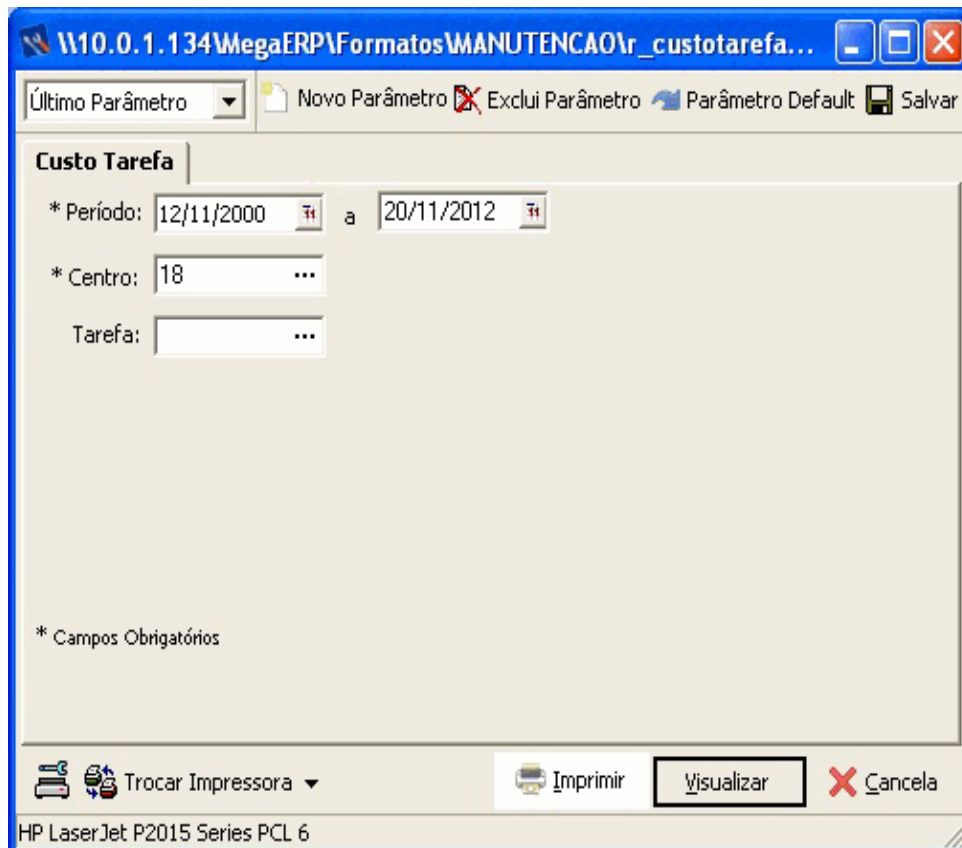 \\10.0.1.134\MegaERP\Formatos\MANUTENCAO\r_custotarefa...
Último Parâmetro Novo Parâmetro Exclui Parâmetro Parâmetro Default Salvar
Custo Tarefa
* Período: 12/11/2000 a 20/11/2012
* Centro: 18 ...
Tarefa: ...
* Campos Obrigatórios
Trocar Impressora Imprimir Visualizar Cancela
HP LaserJet P2015 Series PCL 6